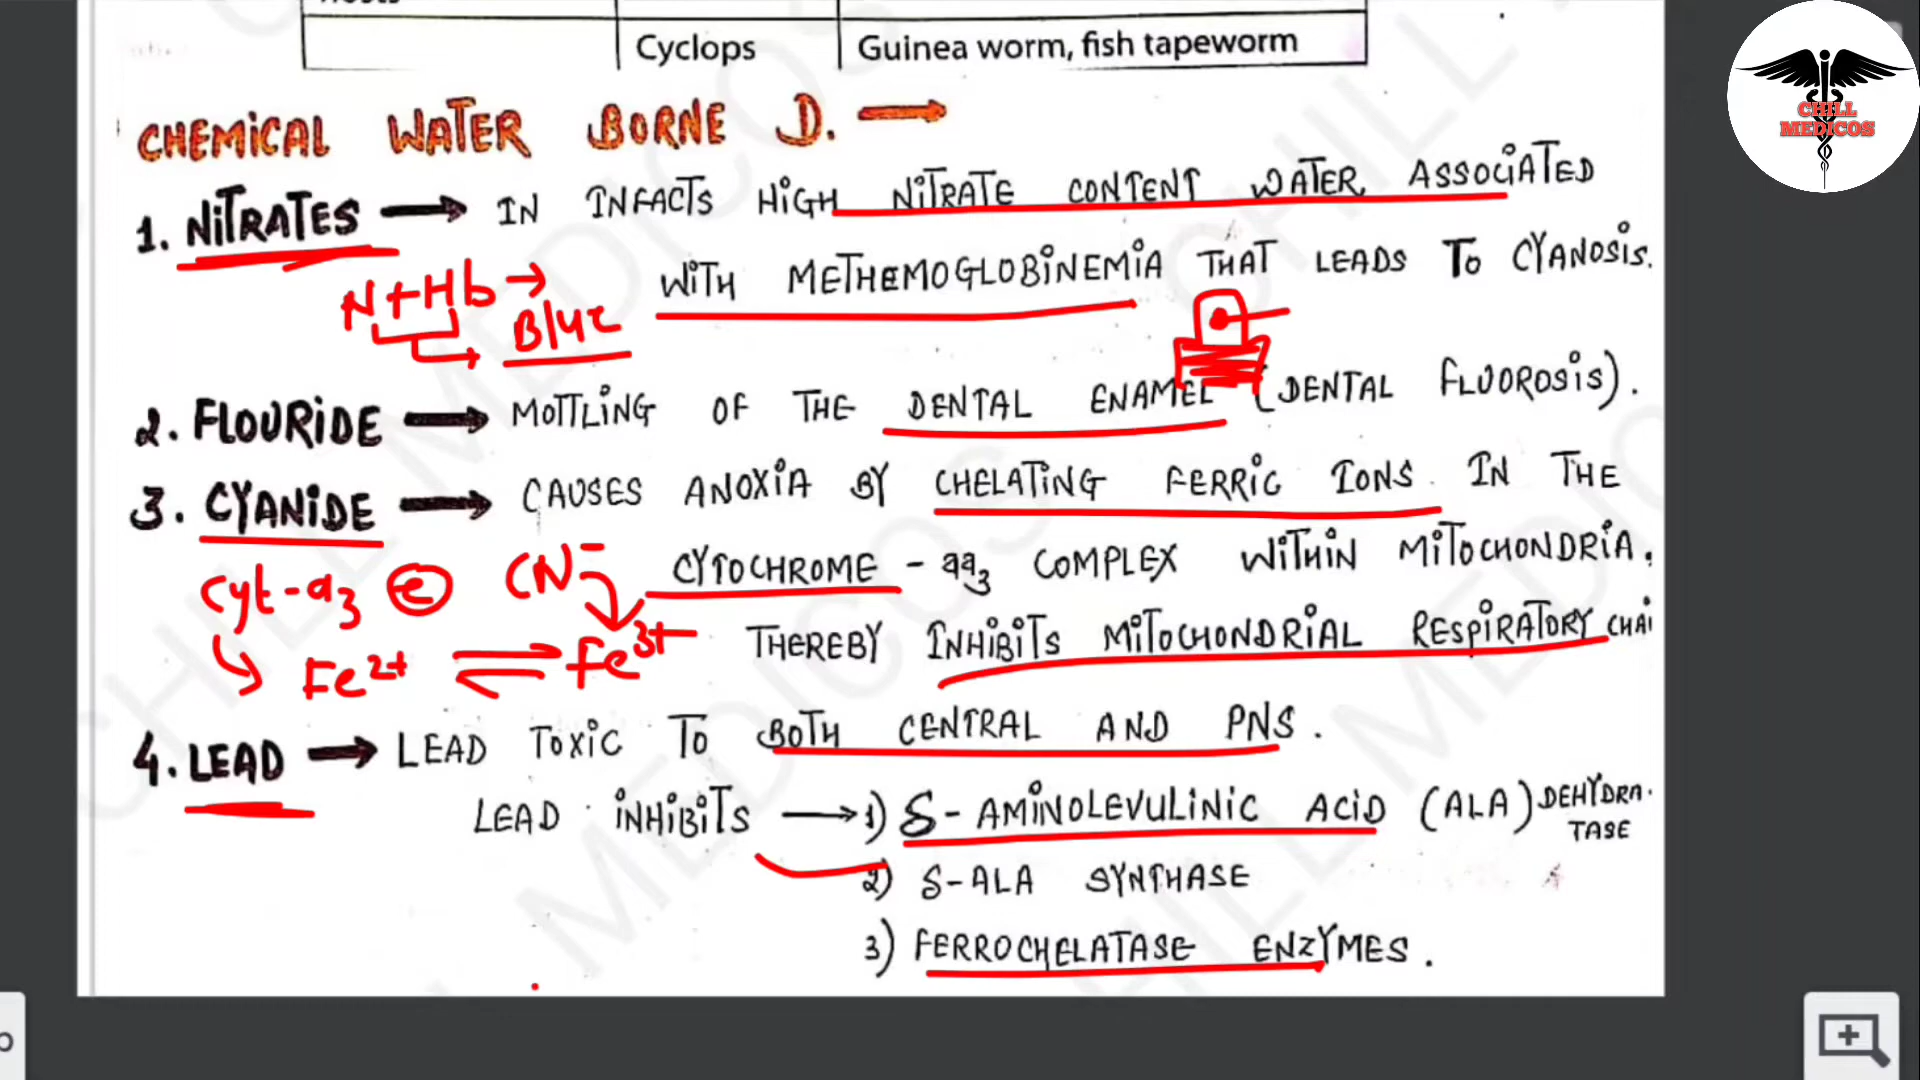 Cyclops Guinea worm, fish tapeworm
CHILL
MEDICOS
CHEMICAL WATER BORNE D. →
1. NITRATES → IN INFACTS HIGH NITRATE CONTENT WATER ASSOCIATED
WITH METHEMOGLOBINEMIA THAT LEADS TO CYANOSIS.
N+Hb →
Blue
2. FLOURIDE → MOTTLING OF THE DENTAL ENAMEL (DENTAL FLUOROSIS).
3. CYANIDE → CAUSES ANOXIA BY CHELATING FERRIC IONS IN THE
CYTOCHROME - aa3 COMPLEX WITHIN MITOCHONDRIA.
Cyt-a3 e CN-
THEREBY INHIBITS MITOCHONDRIAL RESPIRATORY CHAI
Fe2+ ⇌ Fe3+
4. LEAD → LEAD TOXIC TO BOTH CENTRAL AND PNS.
LEAD INHIBITS → 1) δ-AMINOLEVULINIC ACID (ALA) DEHYDRA-
TASE
2) δ-ALA SYNTHASE
3) FERROCHELATASE ENZYMES.